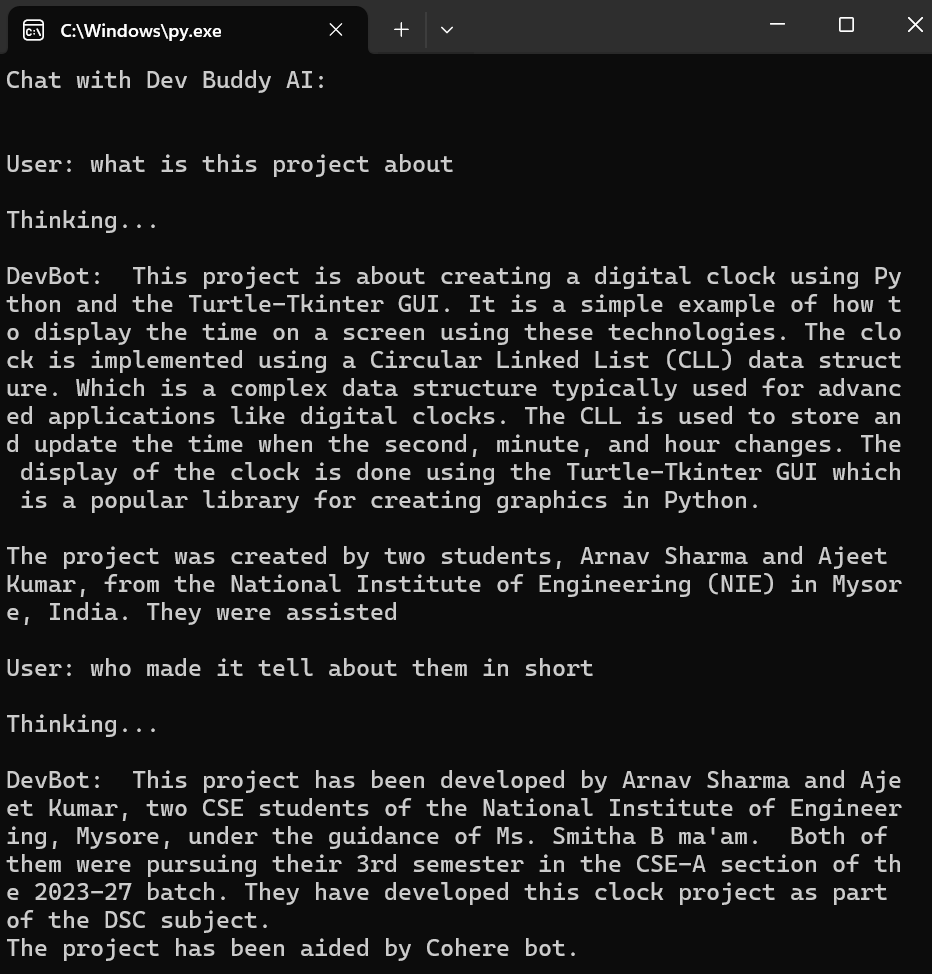 C:\Windows\py.exe
Chat with Dev Buddy AI:
User: what is this project about
Thinking...
DevBot:  This project is about creating a digital clock using Py
thon and the Turtle-Tkinter GUI. It is a simple example of how t
o display the time on a screen using these technologies. The clo
ck is implemented using a Circular Linked List (CLL) data struct
ure. Which is a complex data structure typically used for advanc
ed applications like digital clocks. The CLL is used to store an
d update the time when the second, minute, and hour changes. The
 display of the clock is done using the Turtle-Tkinter GUI which
 is a popular library for creating graphics in Python.
The project was created by two students, Arnav Sharma and Ajeet
Kumar, from the National Institute of Engineering (NIE) in Mysor
e, India. They were assisted
User: who made it tell about them in short
Thinking...
DevBot:  This project has been developed by Arnav Sharma and Aje
et Kumar, two CSE students of the National Institute of Engineer
ing, Mysore, under the guidance of Ms. Smitha B ma'am.  Both of
them were pursuing their 3rd semester in the CSE-A section of th
e 2023-27 batch. They have developed this clock project as part
of the DSC subject.
The project has been aided by Cohere bot.